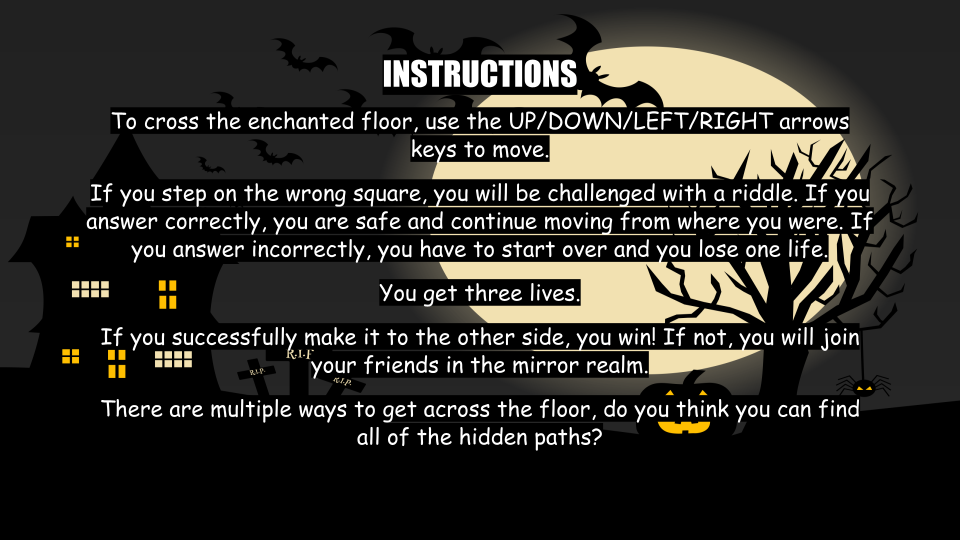 INSTRUCTIONS
To cross the enchanted floor, use the UP/DOWN/LEFT/RIGHT arrows
keys to move.
If you step on the wrong square, you will be challenged with a riddle. If you
answer correctly, you are safe and continue moving from where you were. If
you answer incorrectly, you have to start over and you lose one life.
You get three lives.
If you successfully make it to the other side, you win! If not, you will join
your friends in the mirror realm.
R.I.P.
R.I.P.
There are multiple ways to get across the floor, do you think you can find
all of the hidden paths?